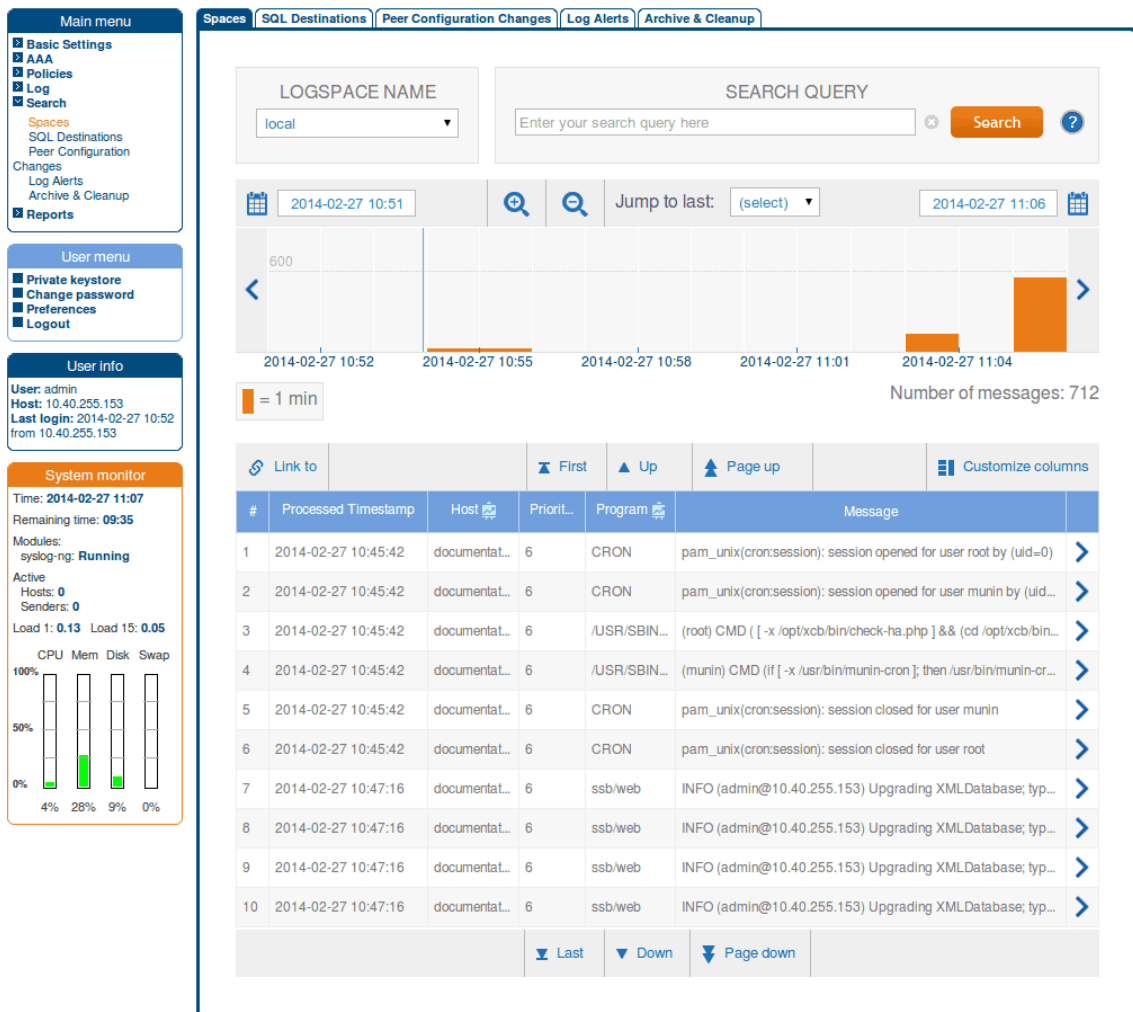 Main menu
Basic Settings
AAA
Policies
Log
Search
Spaces
SQL Destinations
Peer Configuration
Changes
Log Alerts
Archive & Cleanup
Reports
User menu
Private keystore
Change password
Preferences
Logout
User info
User: admin
Host: 10.40.255.153
Last login: 2014-02-27 10:52
from 10.40.255.153
System monitor
Time: 2014-02-27 11:07
Remaining time: 09:35
Modules:
syslog-ng: Running
Active
Hosts: 0
Senders: 0
Load 1: 0.13 Load 15: 0.05
CPU Mem Disk Swap
100%
50%
0%
4% 28% 9% 0%
Spaces SQL Destinations Peer Configuration Changes Log Alerts Archive & Cleanup
LOGSPACE NAME
local
SEARCH QUERY
Enter your search query here
Search
?
2014-02-27 10:51
Jump to last: (select)
2014-02-27 11:06
600
2014-02-27 10:52 2014-02-27 10:55 2014-02-27 10:58 2014-02-27 11:01 2014-02-27 11:04
= 1 min
Number of messages: 712
Link to First Up Page up Customize columns
# Processed Timestamp Host Priorit... Program Message
1 2014-02-27 10:45:42 documentat... 6 CRON pam_unix(cron:session): session opened for user root by (uid=0)
2 2014-02-27 10:45:42 documentat... 6 CRON pam_unix(cron:session): session opened for user munin by (uid...
3 2014-02-27 10:45:42 documentat... 6 /USR/SBIN... (root) CMD ( [ -x /opt/xcb/bin/check-ha.php ] && (cd /opt/xcb/bin...
4 2014-02-27 10:45:42 documentat... 6 /USR/SBIN... (munin) CMD (if [ -x /usr/bin/munin-cron ]; then /usr/bin/munin-cr...
5 2014-02-27 10:45:42 documentat... 6 CRON pam_unix(cron:session): session closed for user munin
6 2014-02-27 10:45:42 documentat... 6 CRON pam_unix(cron:session): session closed for user root
7 2014-02-27 10:47:16 documentat... 6 ssb/web INFO (admin@10.40.255.153) Upgrading XMLDatabase; typ...
8 2014-02-27 10:47:16 documentat... 6 ssb/web INFO (admin@10.40.255.153) Upgrading XMLDatabase; typ...
9 2014-02-27 10:47:16 documentat... 6 ssb/web INFO (admin@10.40.255.153) Upgrading XMLDatabase; typ...
10 2014-02-27 10:47:16 documentat... 6 ssb/web INFO (admin@10.40.255.153) Upgrading XMLDatabase; typ...
Last Down Page down